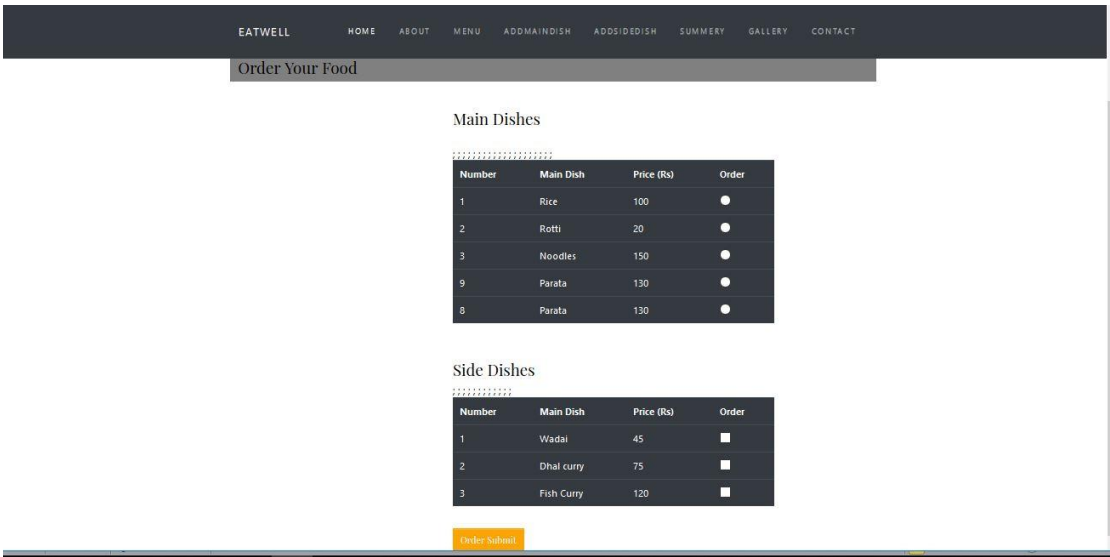 EATWELL HOME ABOUT MENU ADDMAINDISH ADDSIDEDISH SUMMERY GALLERY CONTACT
Order Your Food
Main Dishes
;;;;;;;;;;;;;;;;;;;;
Number Main Dish Price (Rs) Order
1 Rice 100
2 Rotti 20
3 Noodles 150
9 Parata 130
8 Parata 130
Side Dishes
;;;;;;;;;;;;
Number Main Dish Price (Rs) Order
1 Wadai 45
2 Dhal curry 75
3 Fish Curry 120
Order Submit